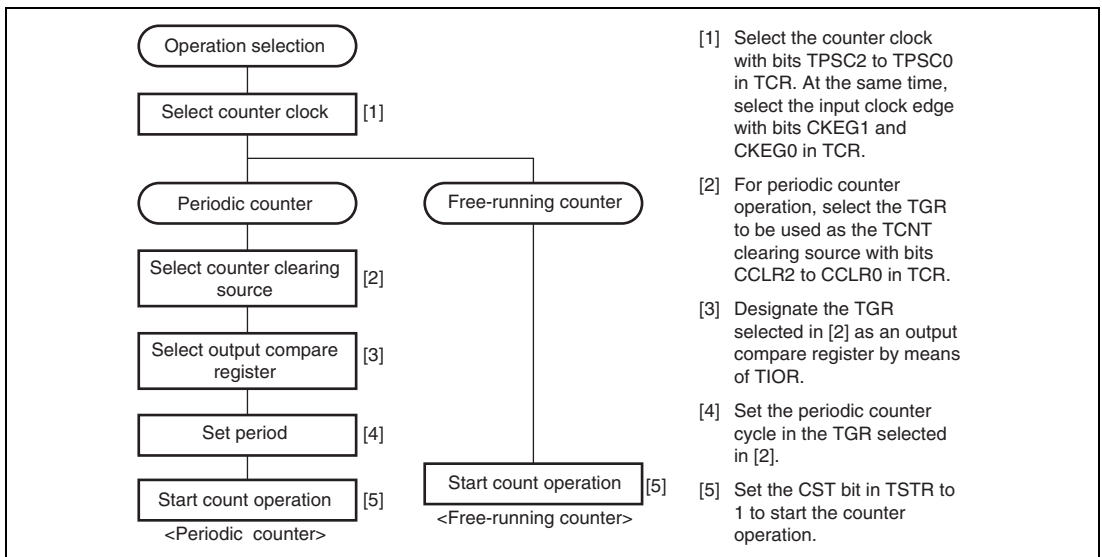 Operation selection
Select counter clock
[1]
Periodic counter
Free-running counter
Select counter clearing
source
[2]
Select output compare
register
[3]
Set period
[4]
Start count operation
[5]
<Periodic counter>
Start count operation
[5]
<Free-running counter>
[1] Select the counter clock
with bits TPSC2 to TPSC0
in TCR. At the same time,
select the input clock edge
with bits CKEG1 and
CKEG0 in TCR.
[2] For periodic counter
operation, select the TGR
to be used as the TCNT
clearing source with bits
CCLR2 to CCLR0 in TCR.
[3] Designate the TGR
selected in [2] as an output
compare register by means
of TIOR.
[4] Set the periodic counter
cycle in the TGR selected
in [2].
[5] Set the CST bit in TSTR to
1 to start the counter
operation.